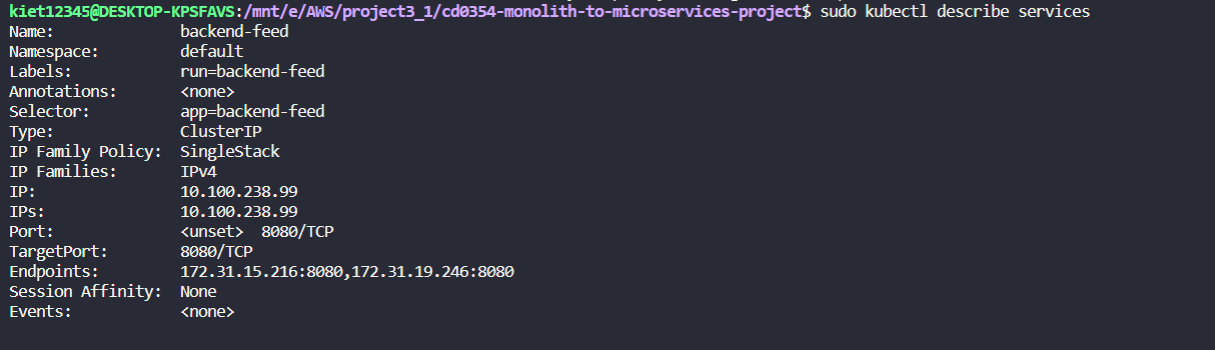 kiet12345@DESKTOP-KPSFAVS:/mnt/e/AWS/project3_1/cd0354-monolith-to-microservices-project$ sudo kubectl describe services
Name:              backend-feed
Namespace:         default
Labels:            run=backend-feed
Annotations:       <none>
Selector:          app=backend-feed
Type:              ClusterIP
IP Family Policy:  SingleStack
IP Families:       IPv4
IP:                10.100.238.99
IPs:               10.100.238.99
Port:              <unset>  8080/TCP
TargetPort:        8080/TCP
Endpoints:         172.31.15.216:8080,172.31.19.246:8080
Session Affinity:  None
Events:            <none>